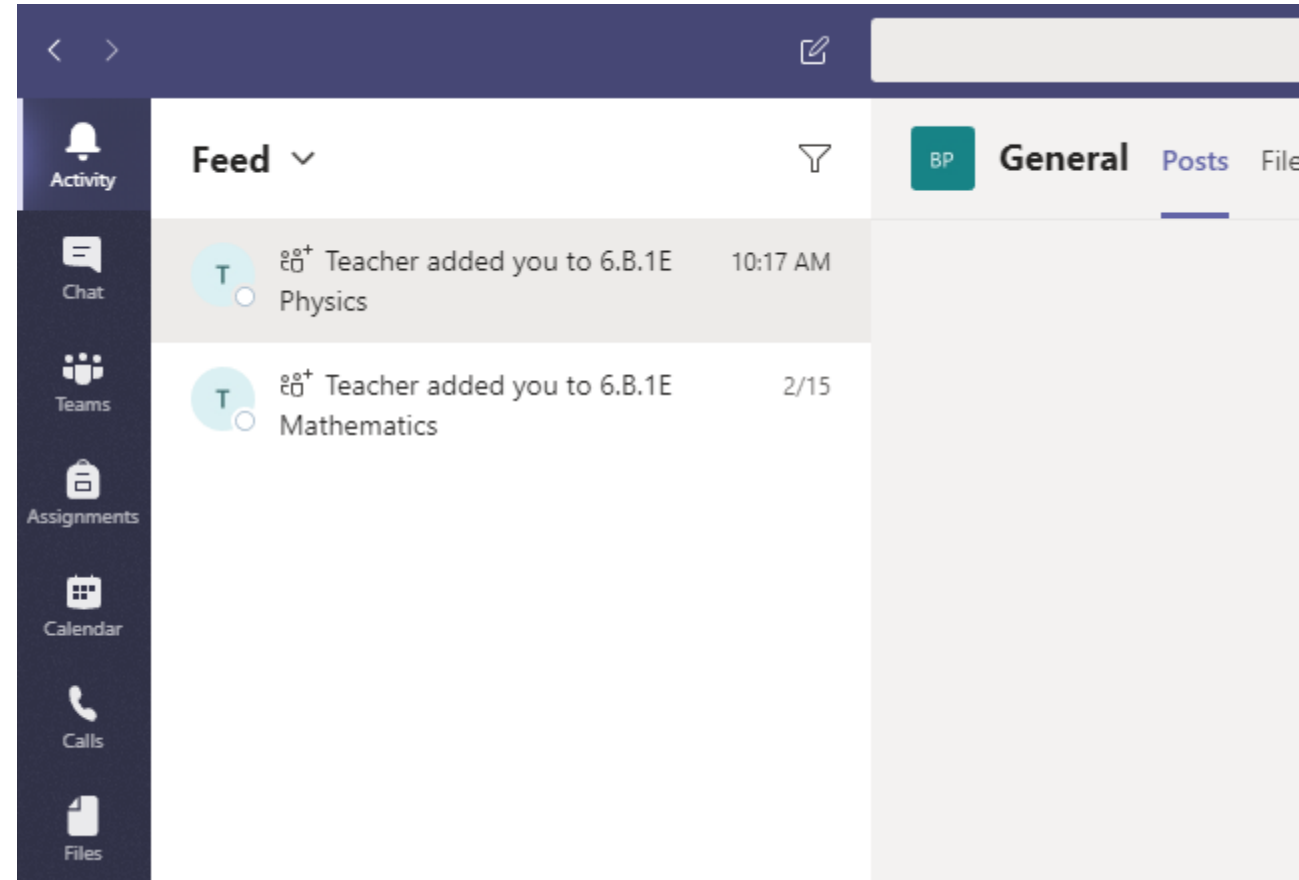 Activity
Chat
Teams
Assignments
Calendar
Calls
Files
Feed
T
Teacher added you to 6.B.1E
10:17 AM
Physics
T
Teacher added you to 6.B.1E
2/15
Mathematics
BP
General
Posts
File